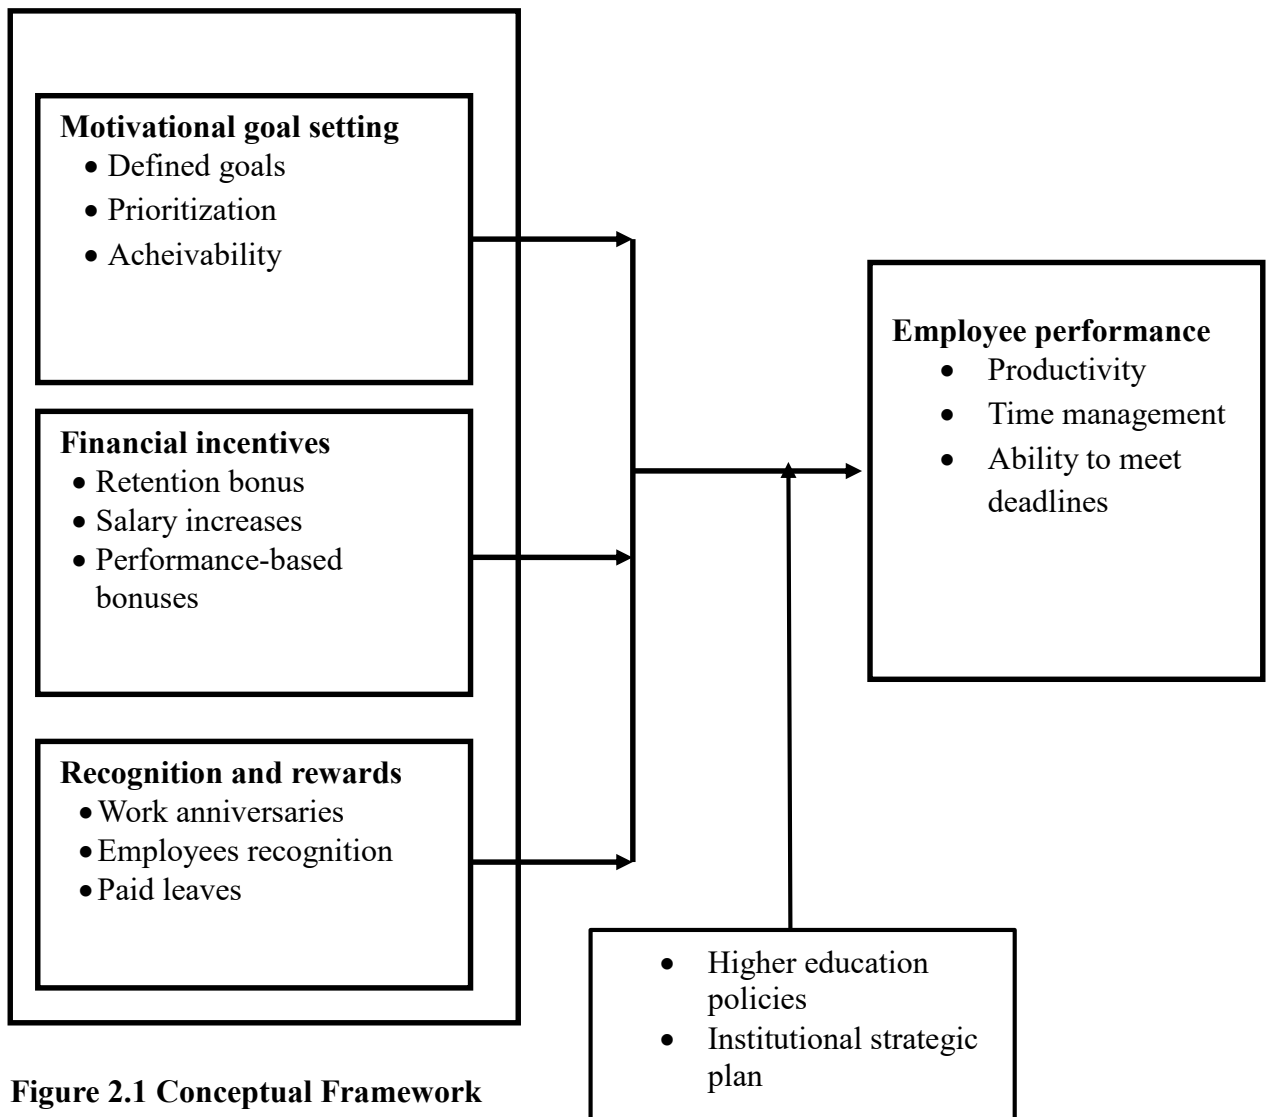 Motivational goal setting
• Defined goals
• Prioritization
• Acheivability
Financial incentives
• Retention bonus
• Salary increases
• Performance-based
bonuses
Recognition and rewards
• Work anniversaries
• Employees recognition
• Paid leaves
Employee performance
• Productivity
• Time management
• Ability to meet
deadlines
• Higher education
policies
• Institutional strategic
plan
Figure 2.1 Conceptual Framework